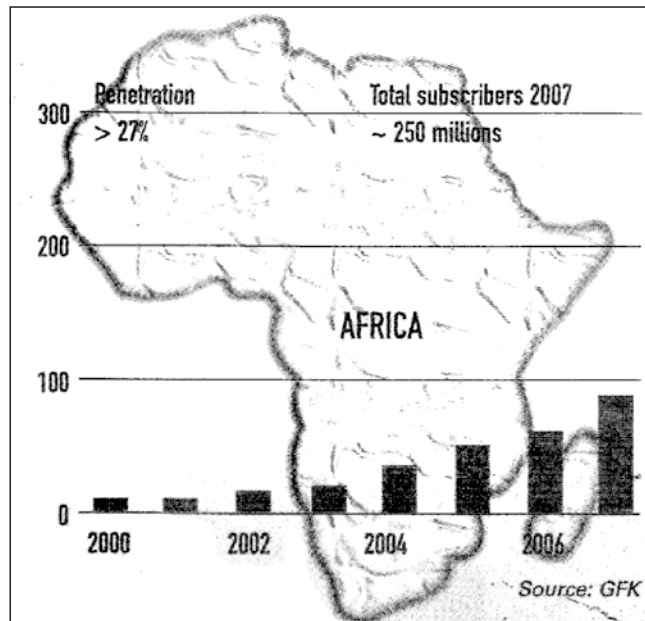 Penetration
> 27%
Total subscribers 2007
~ 250 millions
300
200
AFRICA
100
0
2000
2002
2004
2006
Source: GFK